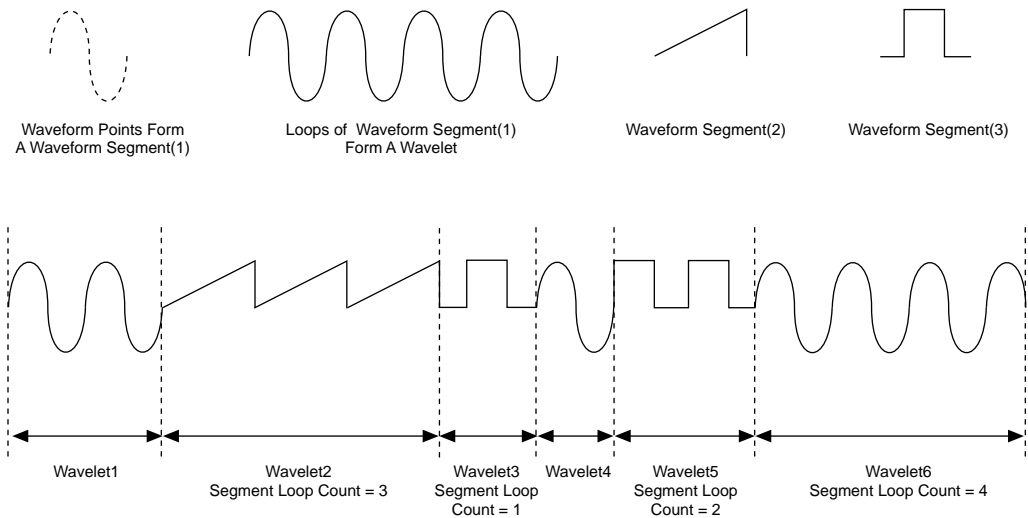 Waveform Points Form
A Waveform Segment(1)
Loops of Waveform Segment(1)
Form A Wavelet
Waveform Segment(2)
Waveform Segment(3)
Wavelet1
Wavelet2
Segment Loop Count = 3
Wavelet3
Segment Loop
Count = 1
Wavelet4
Wavelet5
Segment Loop
Count = 2
Wavelet6
Segment Loop Count = 4